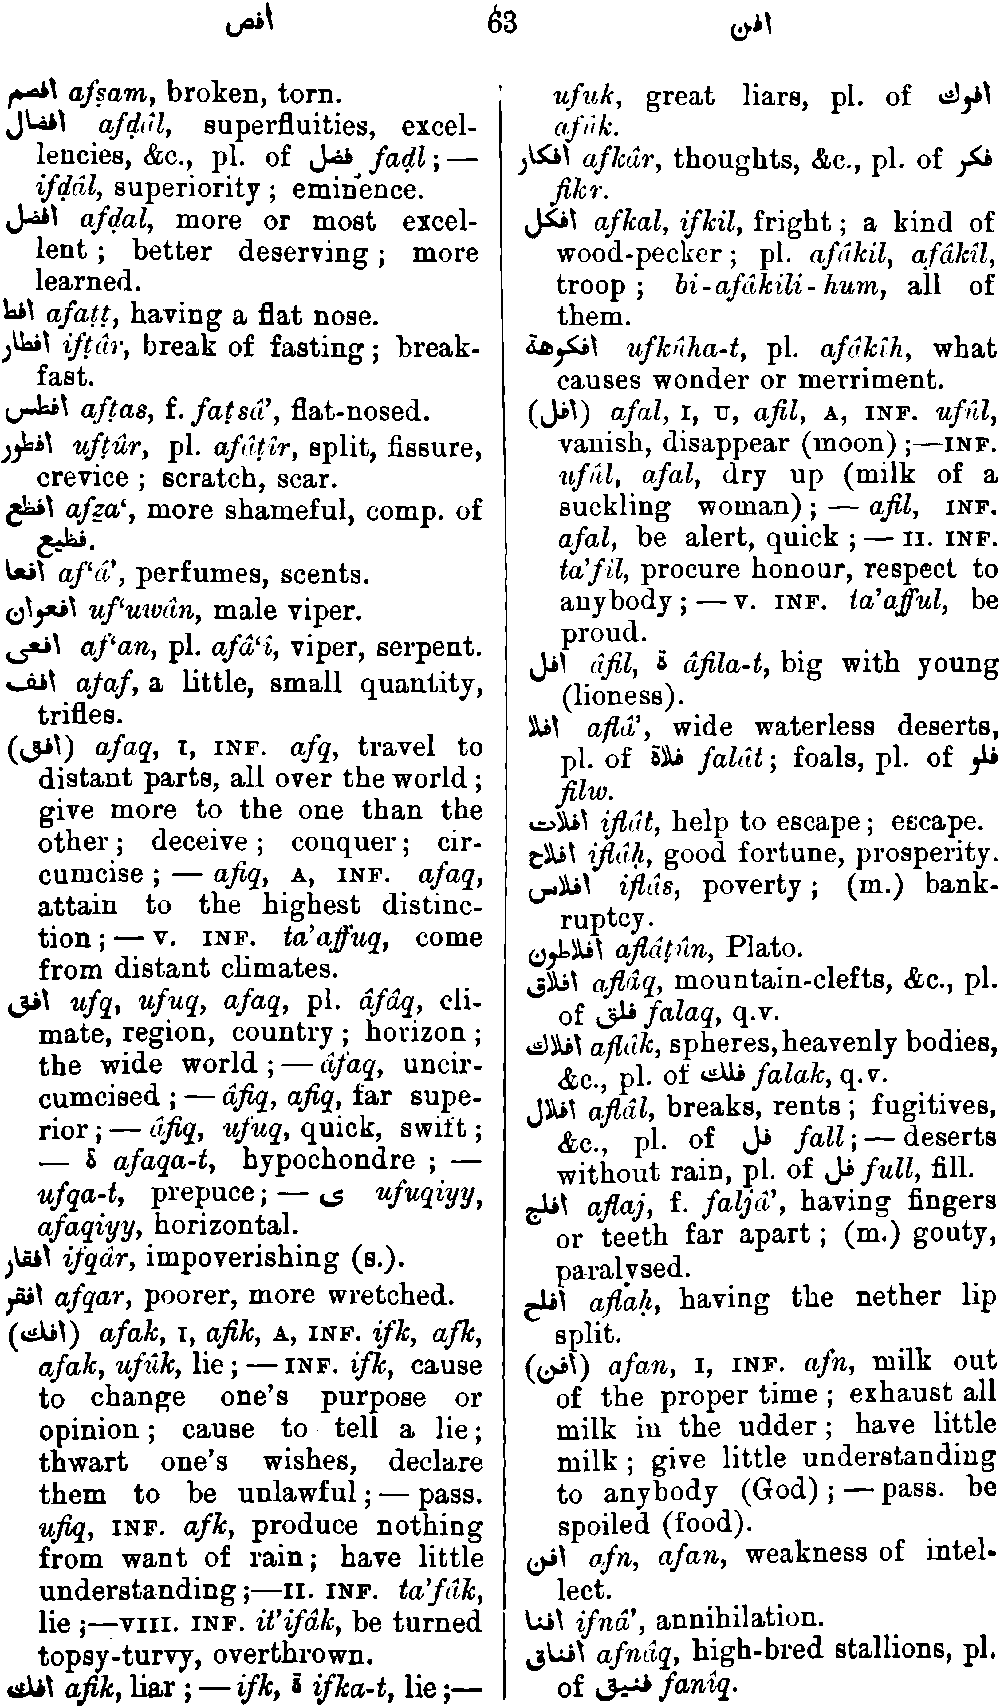 افص 63 افن
افصم afṣam, broken, torn.
افضال afḍâl, superfluities, excel-
lencies, &c., pl. of فضل faḍl; —
ifḍâl, superiority; eminence.
افضل afḍal, more or most excel-
lent; better deserving; more
learned.
افط afaṭṭ, having a flat nose.
افطار ifṭâr, break of fasting; break-
fast.
افطس afṭas, f. faṭsâ’, flat-nosed.
افطور ufṭûr, pl. afâṭîr, split, fissure,
crevice; scratch, scar.
افظع afẓa‘, more shameful, comp. of
فظيع.
افعا af‘â’, perfumes, scents.
افعوان uf‘uwân, male viper.
افعى af‘an, pl. afâ‘î, viper, serpent.
افف afaf, a little, small quantity,
trifles.
(افق) afaq, I, INF. afq, travel to
distant parts, all over the world;
give more to the one than the
other; deceive; conquer; cir-
cumcise; — afiq, A, INF. afaq,
attain to the highest distinc-
tion; — V. INF. ta’affuq, come
from distant climates.
افق ufq, ufuq, afaq, pl. âfâq, cli-
mate, region, country; horizon;
the wide world; — âfaq, uncir-
cumcised; — âfiq, afiq, far supe-
rior; — âfiq, ufuq, quick, swift;
— ة afaqa-t, hypochondre; —
ufqa-t, prepuce; — ى ufuqiyy,
afaqiyy, horizontal.
افقار ifqâr, impoverishing (s.).
افقر afqar, poorer, more wretched.
(افك) afak, I, afik, A, INF. ifk, afk,
afak, ufûk, lie; — INF. ifk, cause
to change one's purpose or
opinion; cause to tell a lie;
thwart one's wishes, declare
them to be unlawful; — pass.
ufiq, INF. afk, produce nothing
from want of rain; have little
understanding;—II. INF. ta’fâk,
lie;—VIII. INF. it’ifâk, be turned
topsy-turvy, overthrown.
افك afik, liar; — ifk, ة ifka-t, lie;—
ufuk, great liars, pl. of افوك
afûk.
افكار afkâr, thoughts, &c., pl. of فكر
fikr.
افكل afkal, ifkil, fright; a kind of
wood-pecker; pl. afâkil, afâkîl,
troop; bi-afâkili-hum, all of
them.
افكوهة ufkûha-t, pl. afâkîh, what
causes wonder or merriment.
(افل) afal, I, U, afil, A, INF. ufûl,
vanish, disappear (moon);—INF.
ufûl, afal, dry up (milk of a
suckling woman); — afil, INF.
afal, be alert, quick; — II. INF.
ta’fîl, procure honour, respect to
anybody; — V. INF. ta’afful, be
proud.
افل âfil, ة âfila-t, big with young
(lioness).
افلا aflâ’, wide waterless deserts,
pl. of فلاة falât; foals, pl. of فلو
filw.
افلات iflât, help to escape; escape.
افلاح iflâḥ, good fortune, prosperity.
افلاس iflâs, poverty; (m.) bank-
ruptcy.
افلاطون aflâṭûn, Plato.
افلاق aflâq, mountain-clefts, &c., pl.
of فلق falaq, q.v.
افلاك aflâk, spheres, heavenly bodies,
&c., pl. of فلك falak, q.v.
افلال aflâl, breaks, rents; fugitives,
&c., pl. of فل fall; — deserts
without rain, pl. of فل full, fill.
افلج aflaj, f. faljâ’, having fingers
or teeth far apart; (m.) gouty,
paralysed.
افلح aflaḥ, having the nether lip
split.
(افن) afan, I, INF. afn, milk out
of the proper time; exhaust all
milk in the udder; have little
milk; give little understanding
to anybody (God); — pass. be
spoiled (food).
افن afn, afan, weakness of intel-
lect.
افنا ifnâ’, annihilation.
افناق afnâq, high-bred stallions, pl.
of فنيق fanîq.